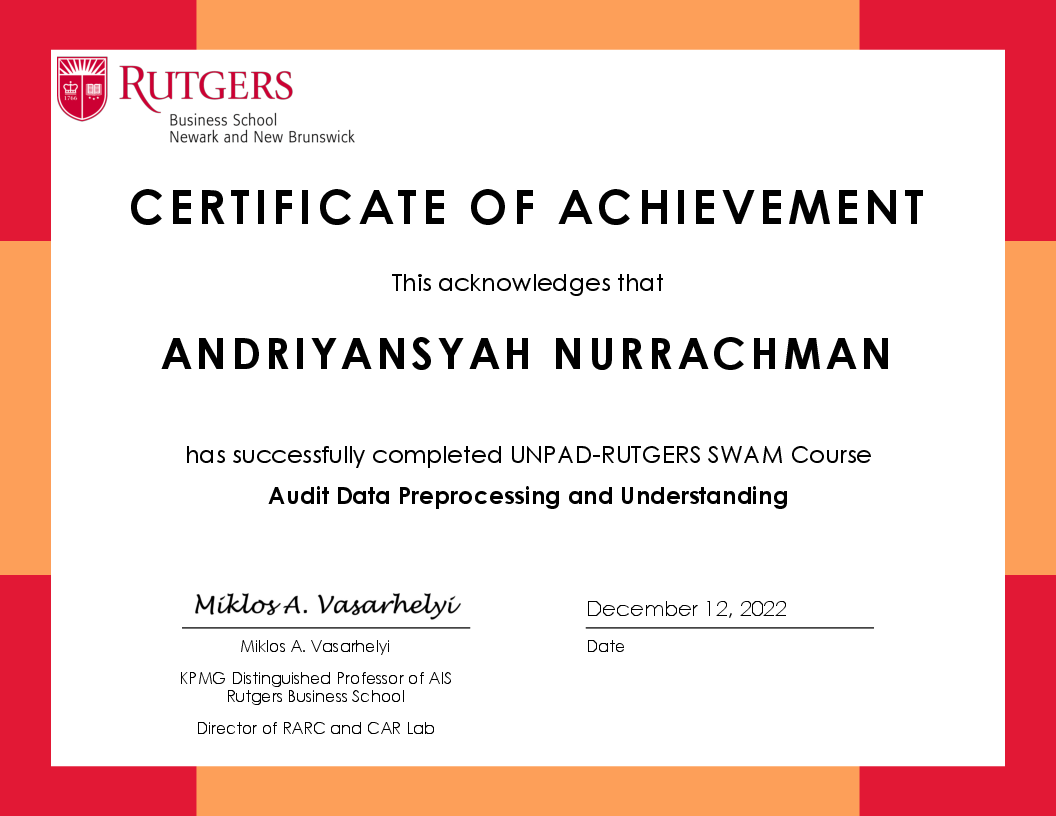 1766
RUTGERS
Business School
Newark and New Brunswick
CERTIFICATE OF ACHIEVEMENT
This acknowledges that
ANDRIYANSYAH NURRACHMAN
has successfully completed UNPAD-RUTGERS SWAM Course
Audit Data Preprocessing and Understanding
Miklos A. Vasarhelyi
December 12, 2022
Miklos A. Vasarhelyi
Date
KPMG Distinguished Professor of AIS
Rutgers Business School
Director of RARC and CAR Lab